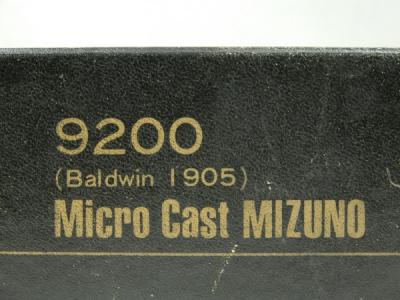 9200
(Baldwin 1905)
Micro Cast MIZUNO